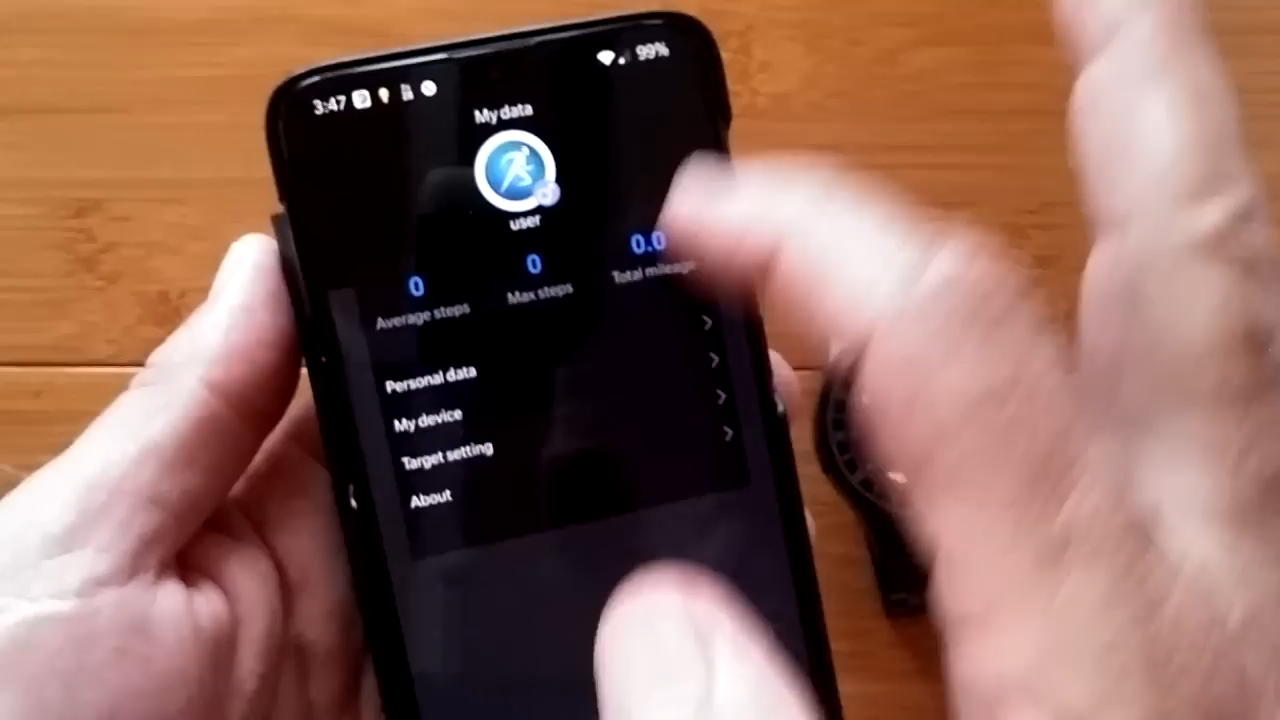 3:47 99%
My data
user
0 0 0.0
Average steps Max steps Total mileage
Personal data
My device
Target setting
About